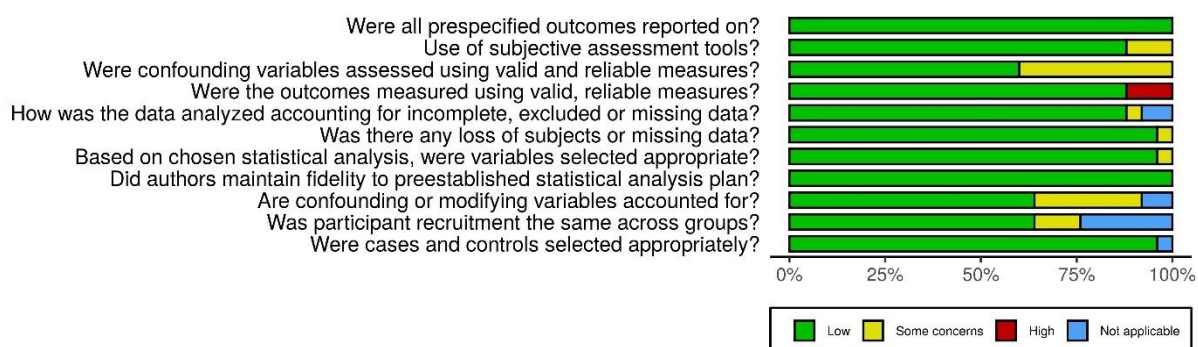 Were all prespecified outcomes reported on?
Use of subjective assessment tools?
Were confounding variables assessed using valid and reliable measures?
Were the outcomes measured using valid, reliable measures?
How was the data analyzed accounting for incomplete, excluded or missing data?
Was there any loss of subjects or missing data?
Based on chosen statistical analysis, were variables selected appropriate?
Did authors maintain fidelity to preestablished statistical analysis plan?
Are confounding or modifying variables accounted for?
Was participant recruitment the same across groups?
Were cases and controls selected appropriately?
0% 25% 50% 75% 100%
Low Some concerns High Not applicable